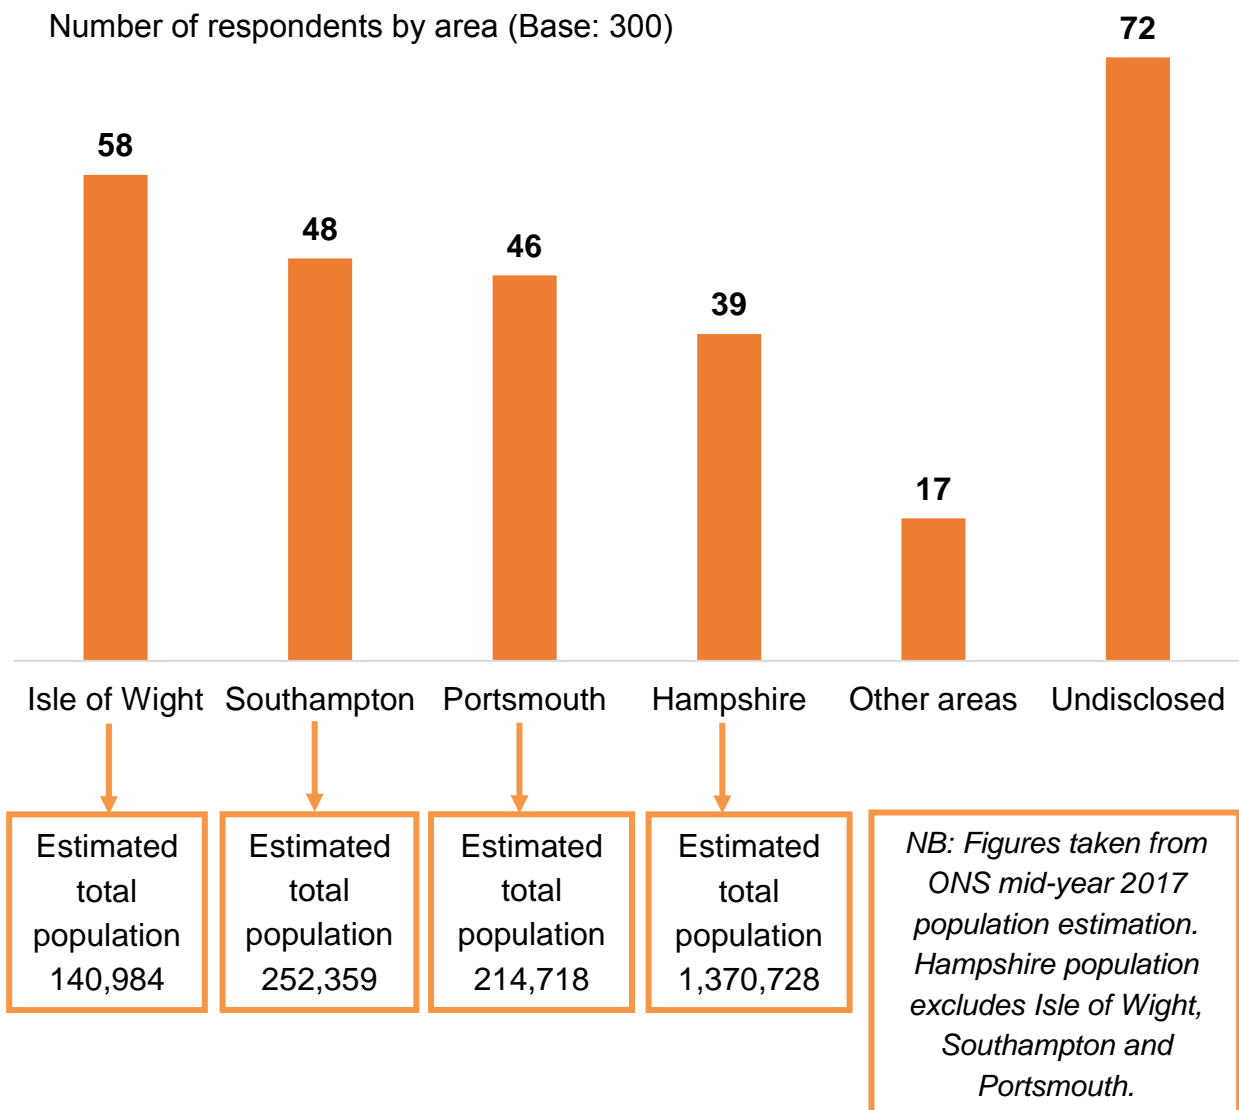 Number of respondents by area (Base: 300)
72
58
48
46
39
17
Isle of Wight
Southampton
Portsmouth
Hampshire
Other areas
Undisclosed
Estimated
total
population
140,984
Estimated
total
population
252,359
Estimated
total
population
214,718
Estimated
total
population
1,370,728
NB: Figures taken from
ONS mid-year 2017
population estimation.
Hampshire population
excludes Isle of Wight,
Southampton and
Portsmouth.